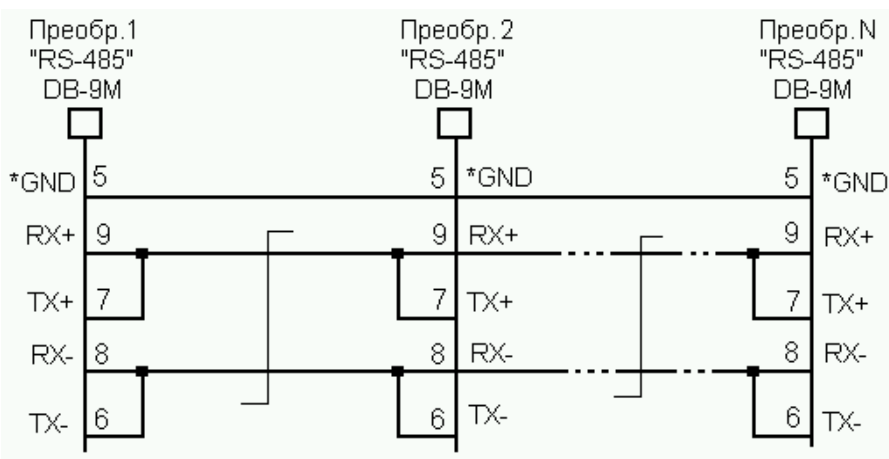 Преобр.1
"RS-485"
DB-9M
Преобр.2
"RS-485"
DB-9M
Преобр.N
"RS-485"
DB-9M
*GND 5 5 *GND 5 *GND
RX+ 9 9 RX+ 9 RX+
TX+ 7 7 TX+ 7 TX+
RX- 8 8 RX- 8 RX-
TX- 6 6 TX- 6 TX-